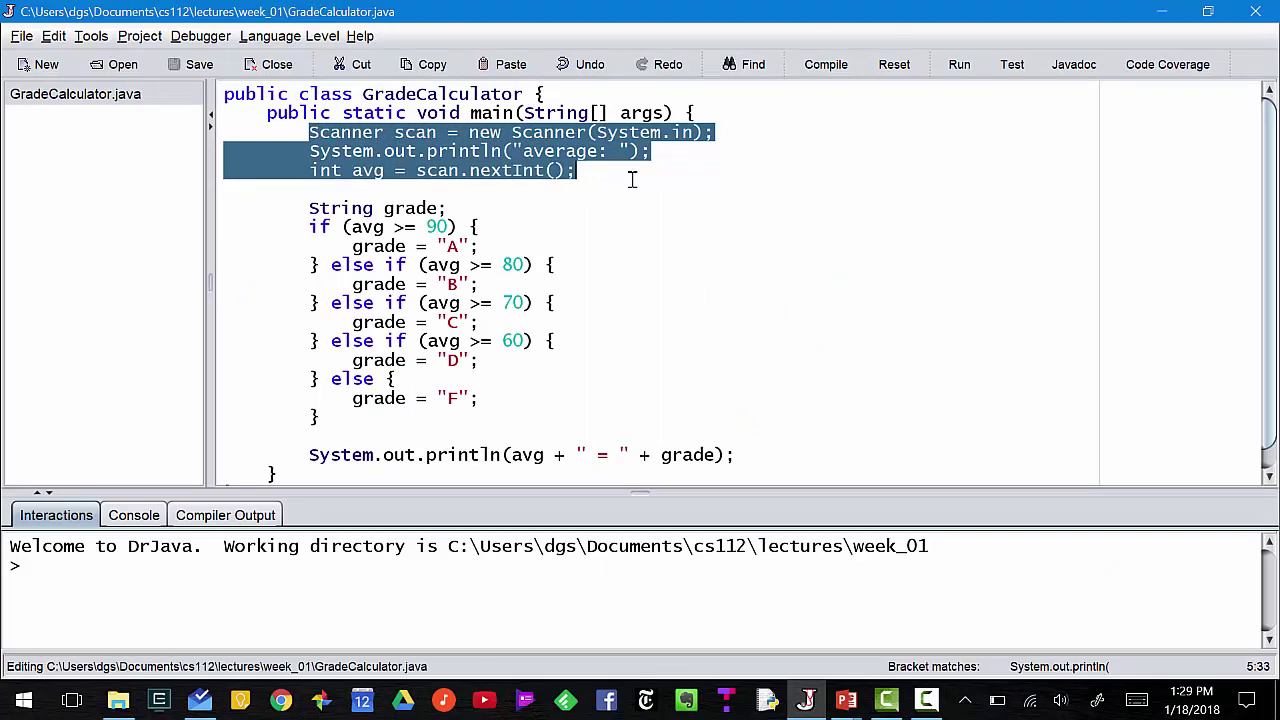 C:\Users\dgs\Documents\cs112\lectures\week_01\GradeCalculator.java
File Edit Tools Project Debugger Language Level Help
New Open Save Close Cut Copy Paste Undo Redo Find Compile Reset Run Test Javadoc Code Coverage
GradeCalculator.java
public class GradeCalculator {
public static void main(String[] args) {
Scanner scan = new Scanner(System.in);
System.out.println("average: ");
int avg = scan.nextInt();
String grade;
if (avg >= 90) {
grade = "A";
} else if (avg >= 80) {
grade = "B";
} else if (avg >= 70) {
grade = "C";
} else if (avg >= 60) {
grade = "D";
} else {
grade = "F";
}
System.out.println(avg + " = " + grade);
}
Interactions Console Compiler Output
Welcome to DrJava.  Working directory is C:\Users\dgs\Documents\cs112\lectures\week_01
>
Editing C:\Users\dgs\Documents\cs112\lectures\week_01\GradeCalculator.java Bracket matches: System.out.println( 5:33
12
1:29 PM
1/18/2018